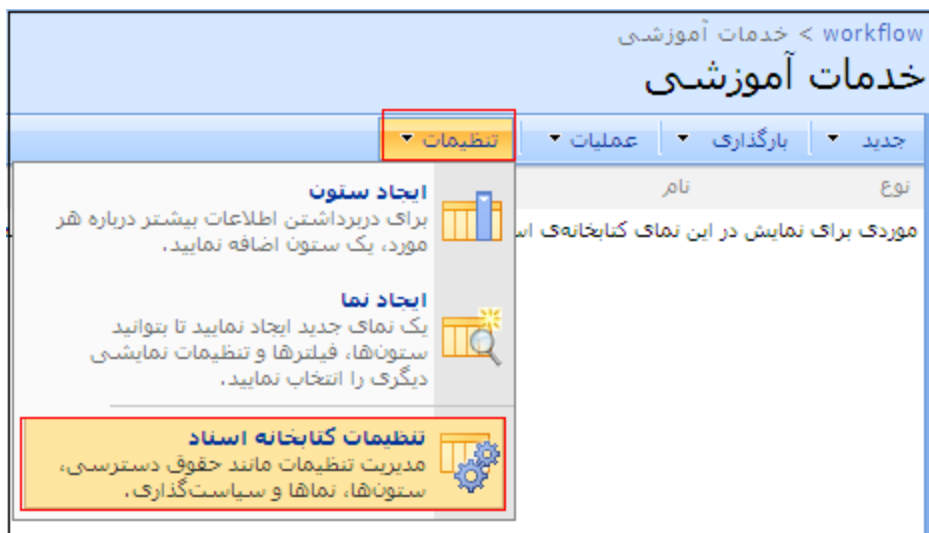 workflow > خدمات آموزشی
خدمات آموزشی
جدید بارگذاری عملیات تنظیمات
نوع نام
موردی برای نمایش در این نمای کتابخانه‌ی
ایجاد ستون
برای دربرداشتن اطلاعات بیشتر درباره هر
مورد، یک ستون اضافه نمایید.
ایجاد نما
یک نمای جدید ایجاد نمایید تا بتوانید
ستون‌ها، فیلترها و تنظیمات نمایشی
دیگری را انتخاب نمایید.
تنظیمات کتابخانه اسناد
مدیریت تنظیمات مانند حقوق دسترسی،
ستون‌ها، نماها و سیاست‌گذاری.